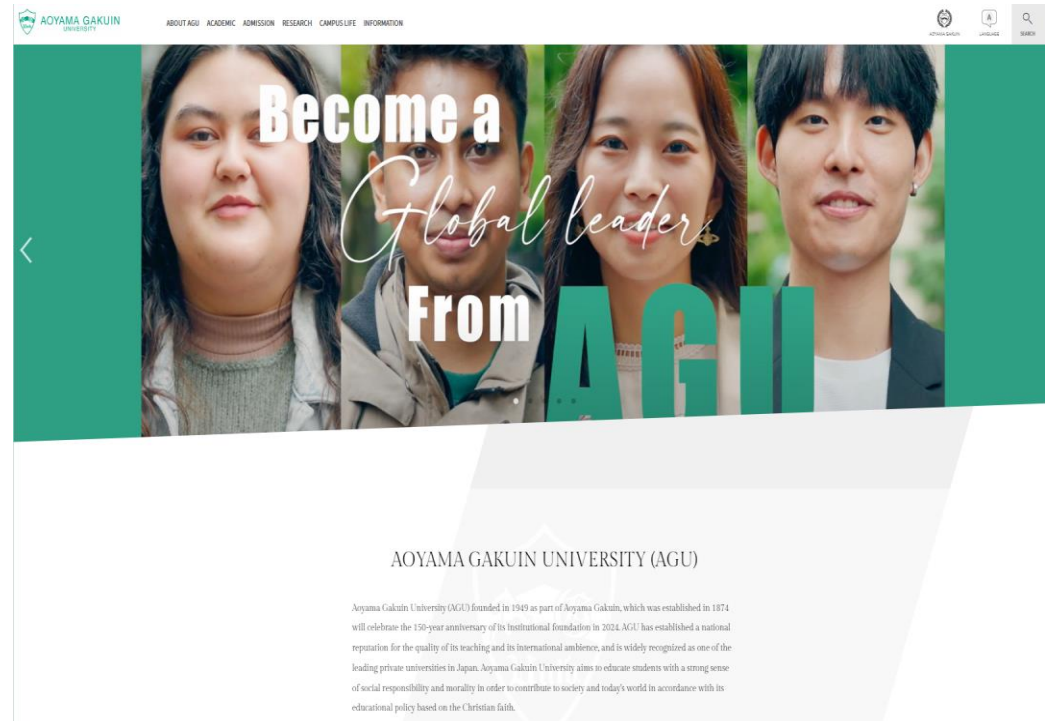 AOYAMA GAKUIN
UNIVERSITY
ABOUT AGU ACADEMIC ADMISSION RESEARCH CAMPUS LIFE INFORMATION
AOYAMA GAKUIN
A
LANGUAGE
SEARCH
Become a
Global leader
From AGU
AOYAMA GAKUIN UNIVERSITY (AGU)
Aoyama Gakuin University (AGU) founded in 1949 as part of Aoyama Gakuin, which was established in 1874
will celebrate the 150-year anniversary of its institutional foundation in 2024. AGU has established a national
reputation for the quality of its teaching and its international ambience, and is widely recognized as one of the
leading private universities in Japan. Aoyama Gakuin University aims to educate students with a strong sense
of social responsibility and morality in order to contribute to society and today's world in accordance with its
educational policy based on the Christian faith.